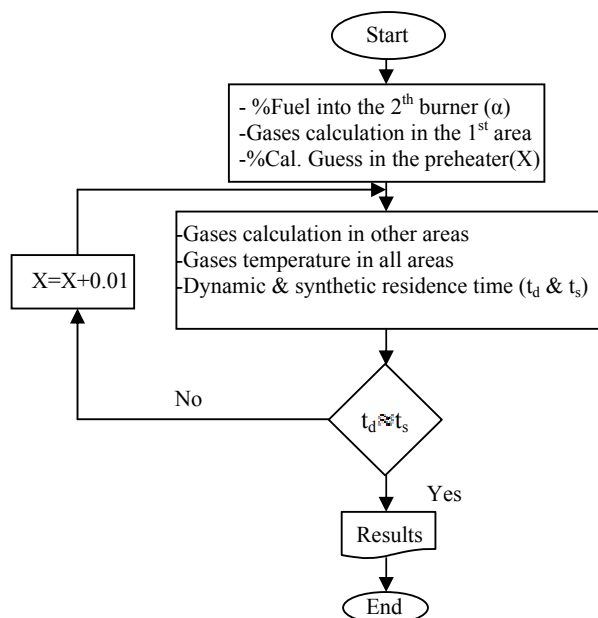 Start
- %Fuel into the 2th burner (α)
-Gases calculation in the 1st area
-%Cal. Guess in the preheater(X)
-Gases calculation in other areas
-Gases temperature in all areas
-Dynamic & synthetic residence time (td & ts)
X=X+0.01
No
td≈ts
Yes
Results
End